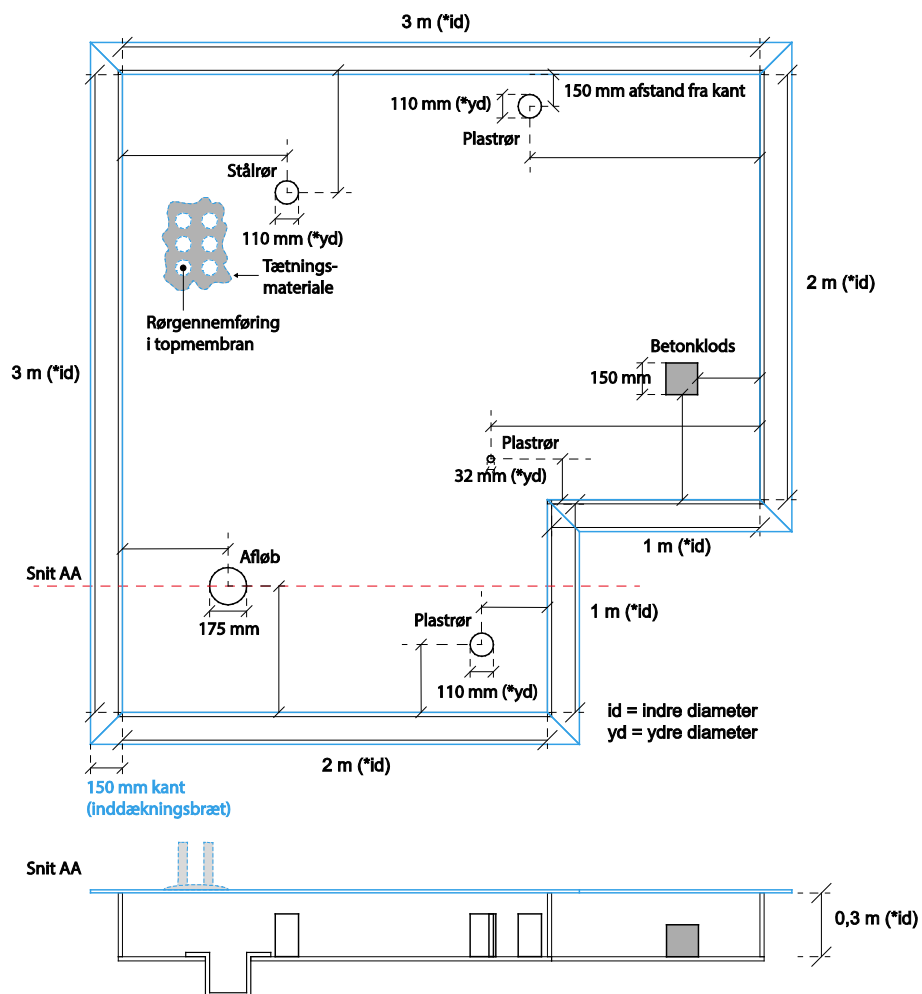 3 m (*id)
150 mm afstand fra kant
110 mm (*yd)
Plastrør
Stålrør
110 mm (*yd)
Tætnings-
materiale
2 m (*id)
Rørgennemføring
i topmembran
Betonklods
3 m (*id)
150 mm
Plastrør
32 mm (*yd)
1 m (*id)
Afløb
Snit AA
1 m (*id)
Plastrør
175 mm
110 mm (*yd)
id = indre diameter
yd = ydre diameter
2 m (*id)
150 mm kant
(inddækningsbræt)
Snit AA
0,3 m (*id)